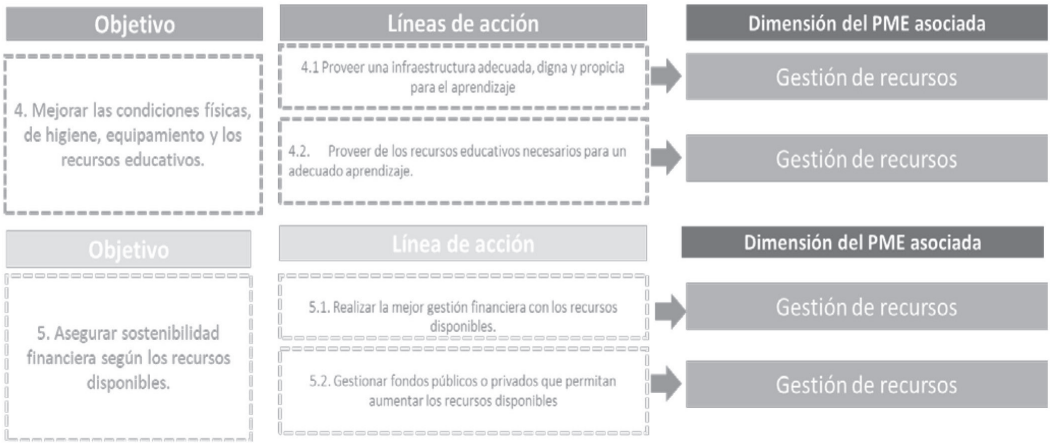 Objetivo
Líneas de acción
Dimensión del PME asociada
4. Mejorar las condiciones físicas,
de higiene, equipamiento y los
recursos educativos.
4.1 Proveer una infraestructura adecuada, digna y propicia
para el aprendizaje
Gestión de recursos
4.2. Proveer de los recursos educativos necesarios para un
adecuado aprendizaje.
Gestión de recursos
Objetivo
Línea de acción
Dimensión del PME asociada
5. Asegurar sostenibilidad
financiera según los recursos
disponibles.
5.1. Realizar la mejor gestión financiera con los recursos
disponibles.
Gestión de recursos
5.2. Gestionar fondos públicos o privados que permitan
aumentar los recursos disponibles
Gestión de recursos